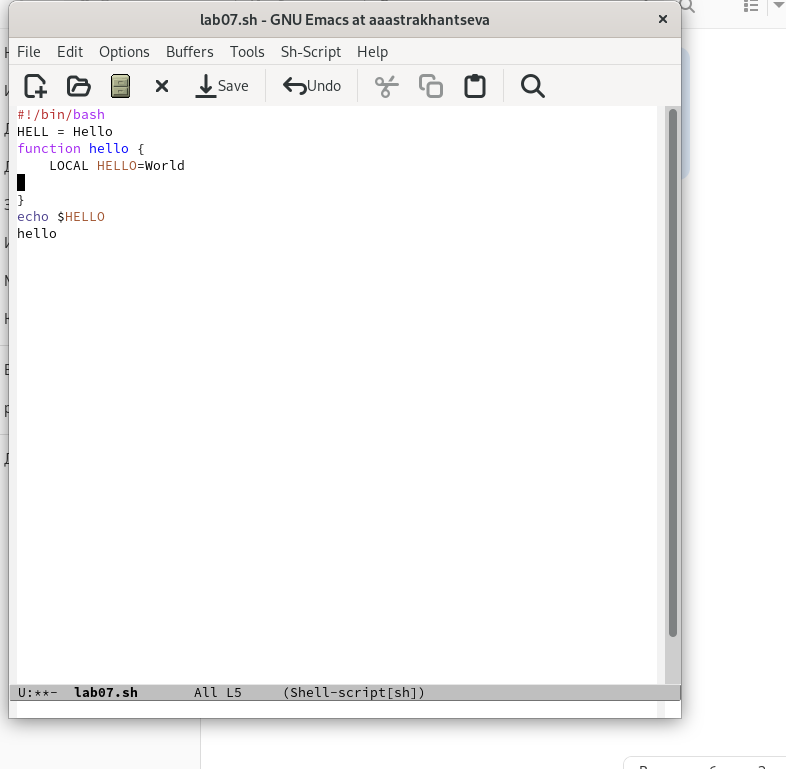 lab07.sh - GNU Emacs at aaastrakhantseva
File Edit Options Buffers Tools Sh-Script Help
Save Undo
#!/bin/bash
HELL = Hello
function hello {
LOCAL HELLO=World
}
echo $HELLO
hello
U:**- lab07.sh All L5 (Shell-script[sh])